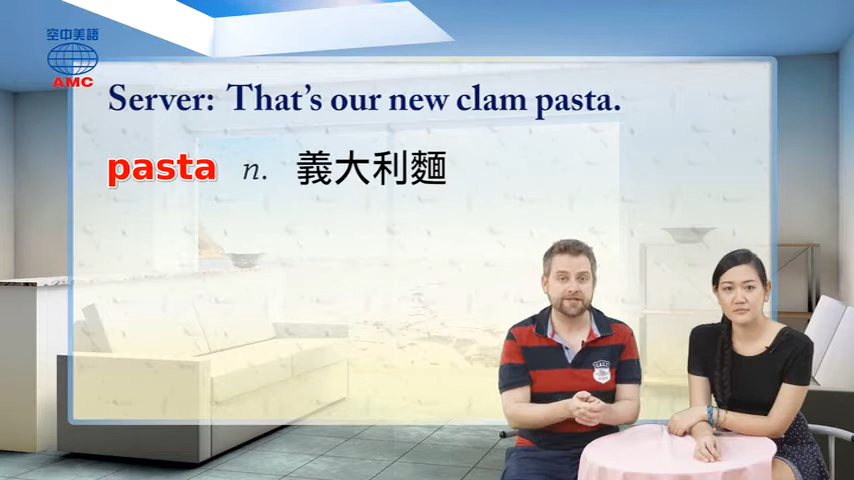 空中美語
AMC
Server: That's our new clam pasta.
pasta n. 義大利麵